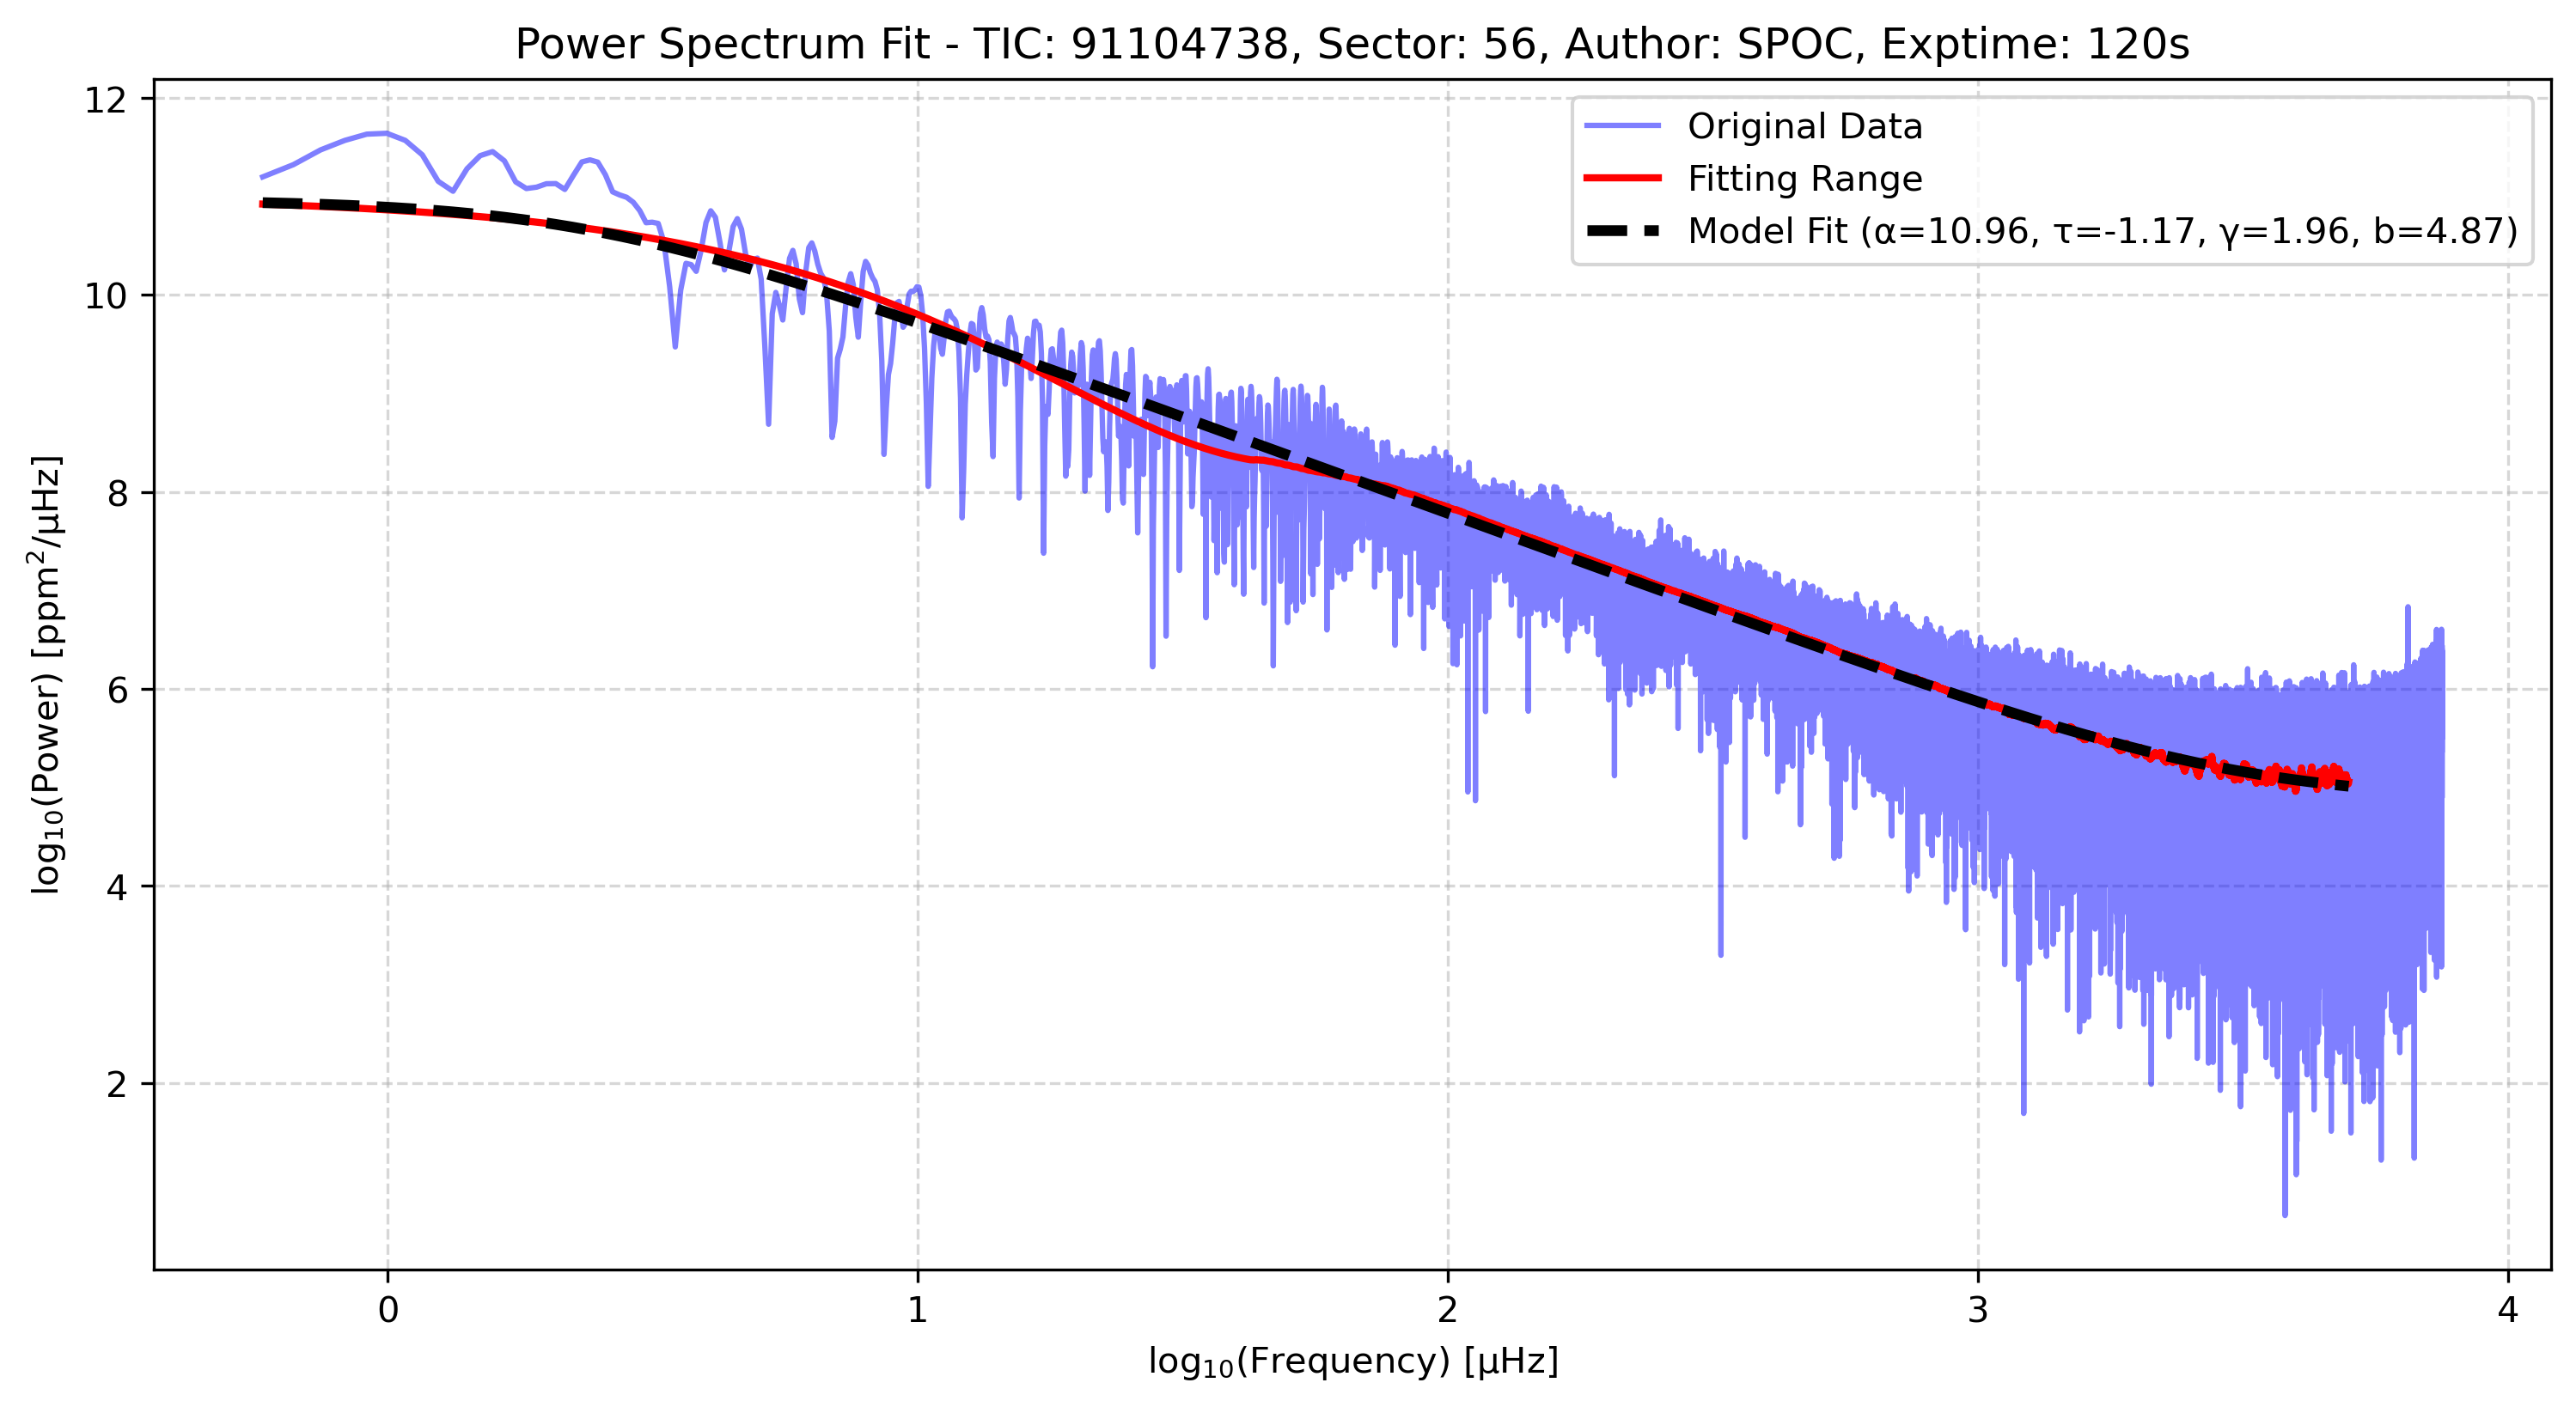 Power Spectrum Fit - TIC: 91104738, Sector: 56, Author: SPOC, Exptime: 120s
Original Data
Fitting Range
Model Fit (α=10.96, τ=-1.17, γ=1.96, b=4.87)
log₁₀(Power) [ppm²/μHz]
12
10
8
6
4
2
0 1 2 3 4
log₁₀(Frequency) [μHz]